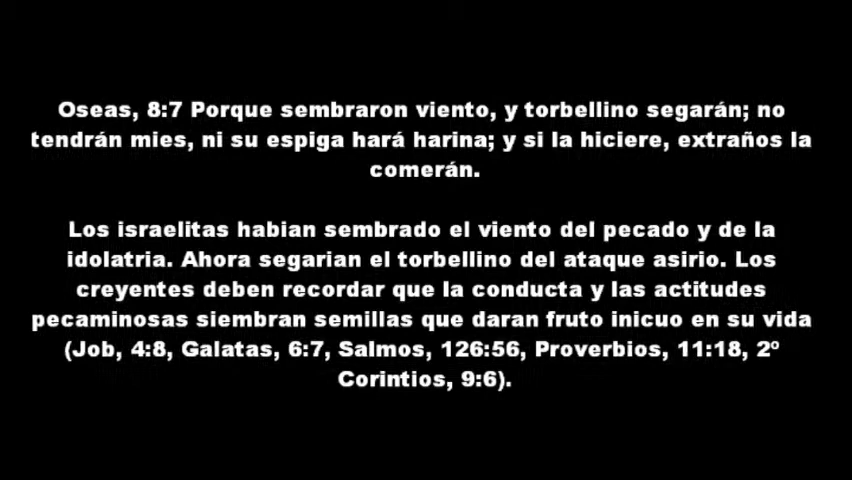 Oseas, 8:7 Porque sembraron viento, y torbellino segarán; no
tendrán mies, ni su espiga hará harina; y si la hiciere, extraños la
comerán.
Los israelitas habian sembrado el viento del pecado y de la
idolatria. Ahora segarian el torbellino del ataque asirio. Los
creyentes deben recordar que la conducta y las actitudes
pecaminosas siembran semillas que daran fruto inicuo en su vida
(Job, 4:8, Galatas, 6:7, Salmos, 126:56, Proverbios, 11:18, 2º
Corintios, 9:6).